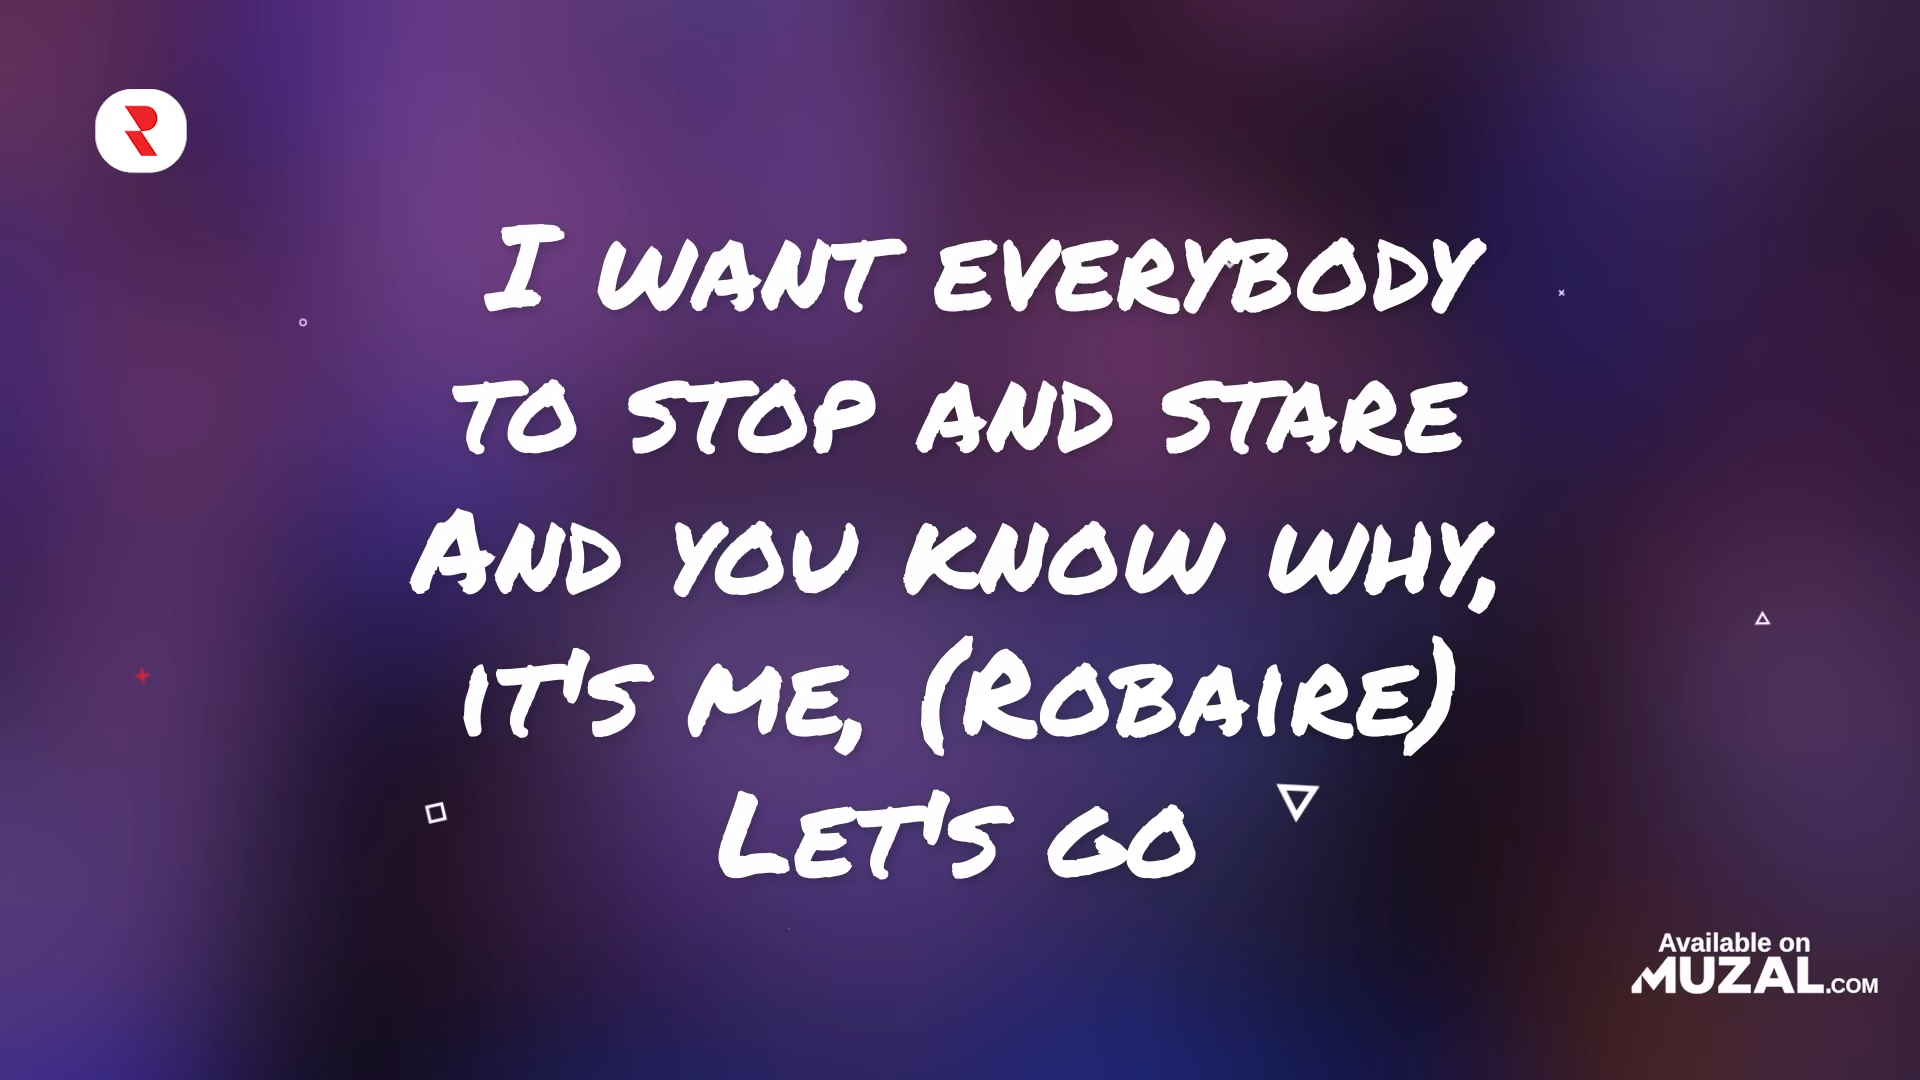 I want everybody
to stop and stare
And you know why,
it's me, (Robaire)
Let's go
Available on
MUZAL.COM